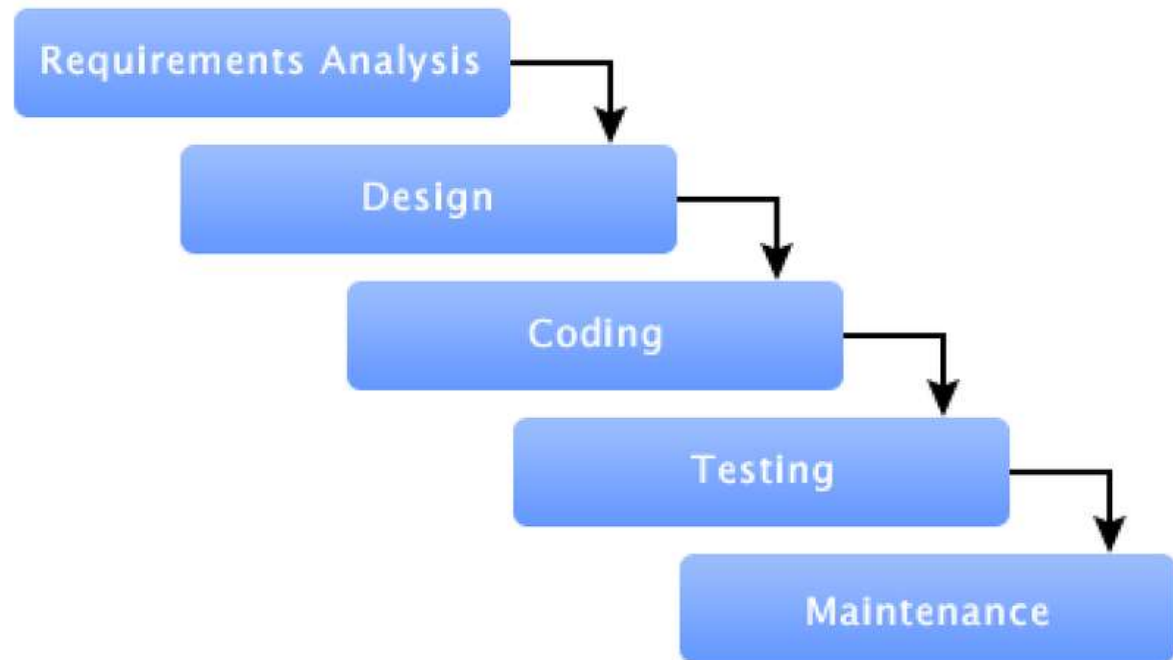 Requirements Analysis
Design
Coding
Testing
Maintenance